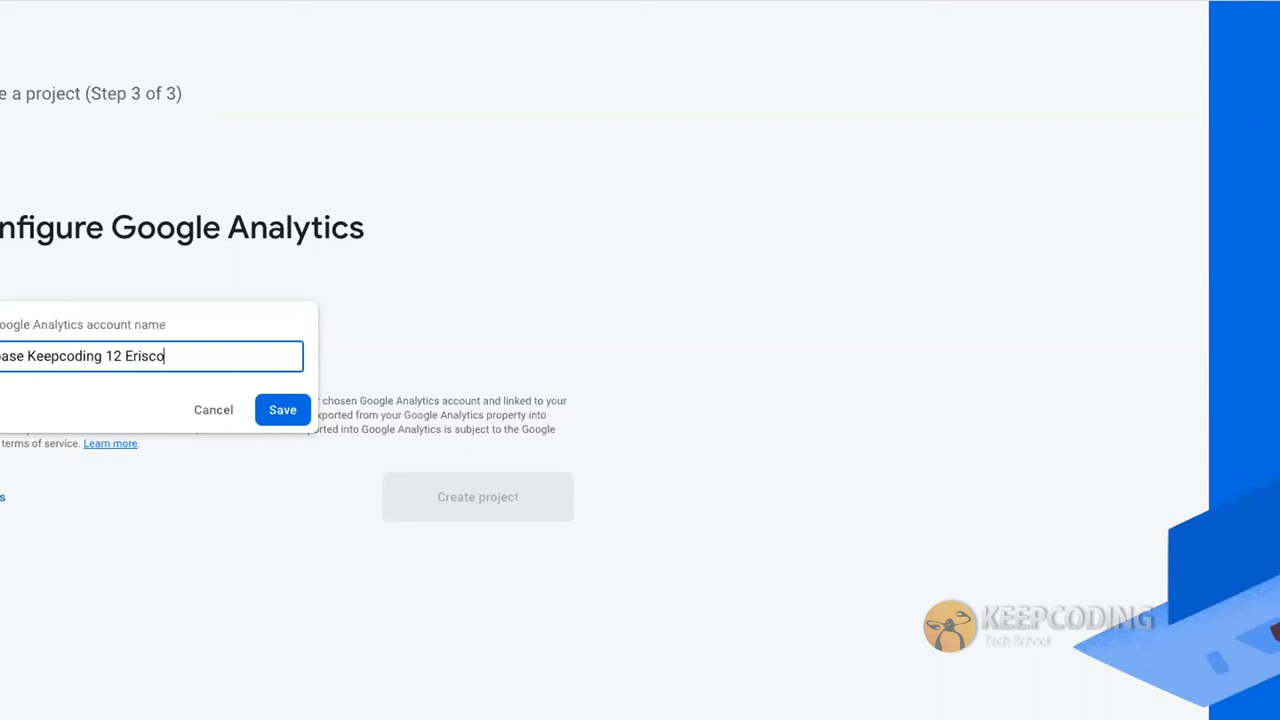 e a project (Step 3 of 3)
nfigure Google Analytics
oogle Analytics account name
base Keepcoding 12 Erisco
Cancel
Save
r chosen Google Analytics account and linked to your
xported from your Google Analytics property into
orted into Google Analytics is subject to the Google
terms of service. Learn more.
s
Create project
KEEPCODING
Tech School